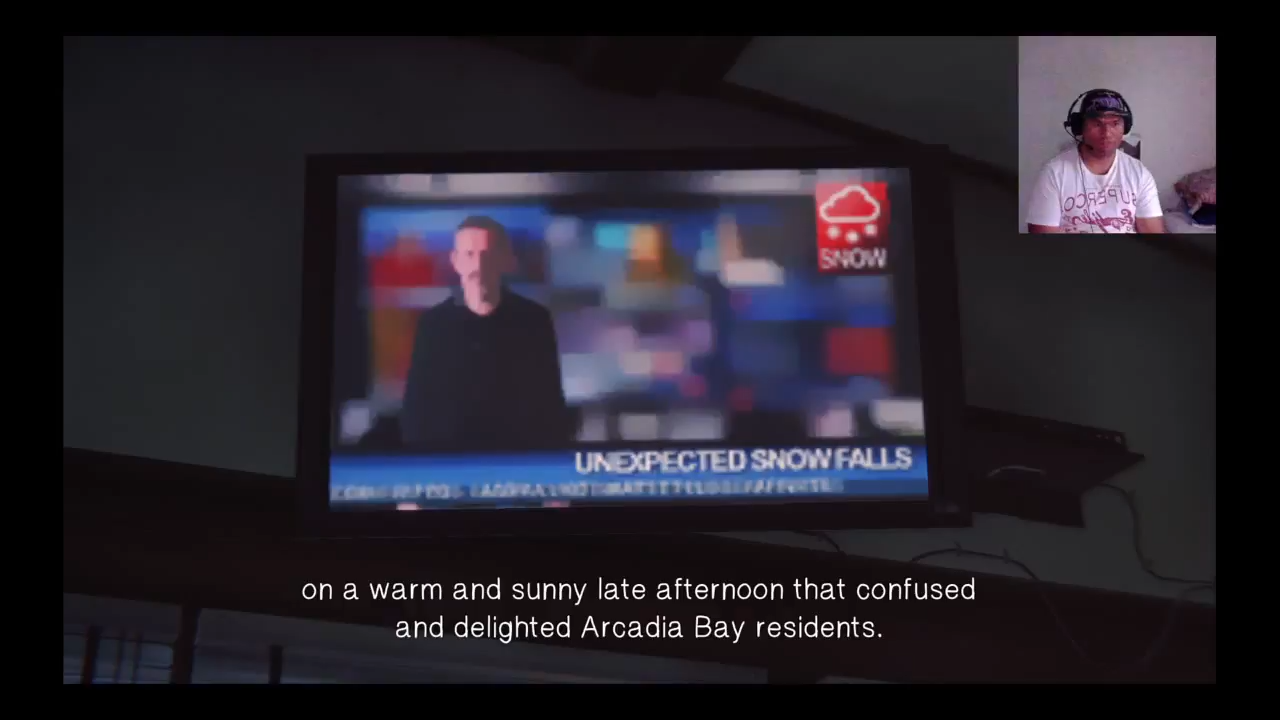 SNOW
UNEXPECTED SNOW FALLS
on a warm and sunny late afternoon that confused
and delighted Arcadia Bay residents.